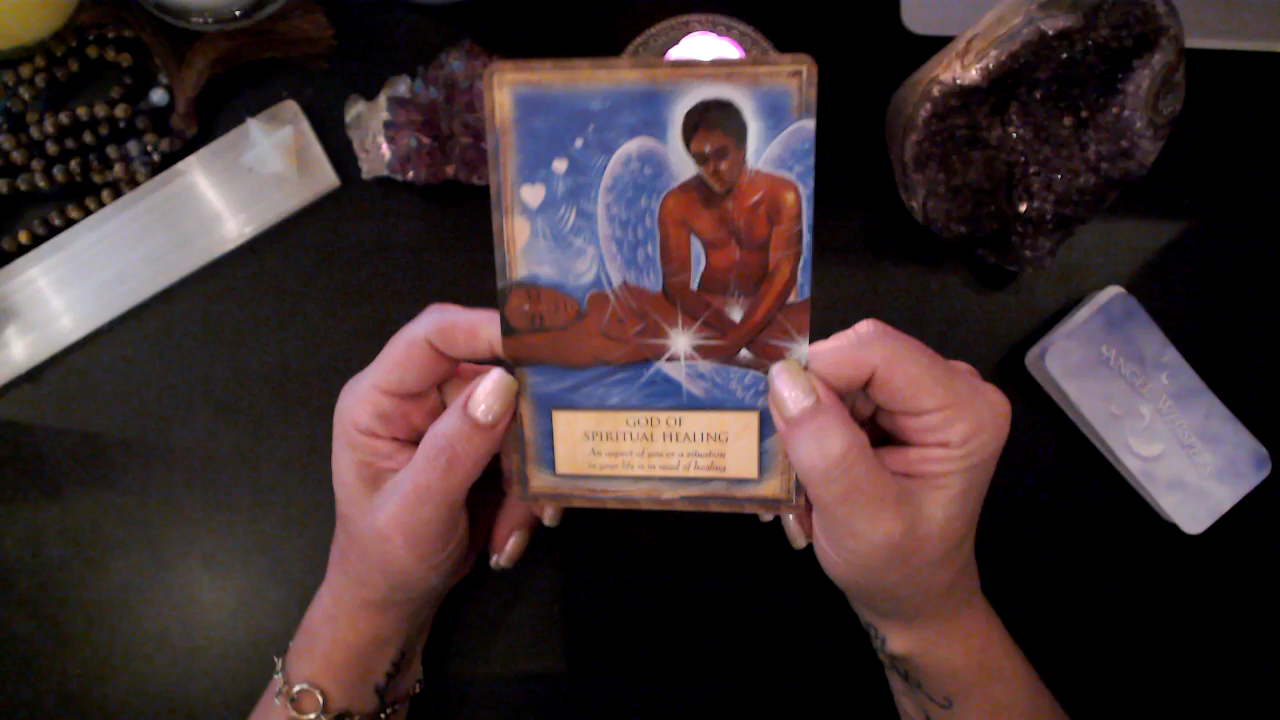 GOD OF
SPIRITUAL HEALING
An aspect of you or a situation
in your life is in need of healing
ANGEL WHISPERS